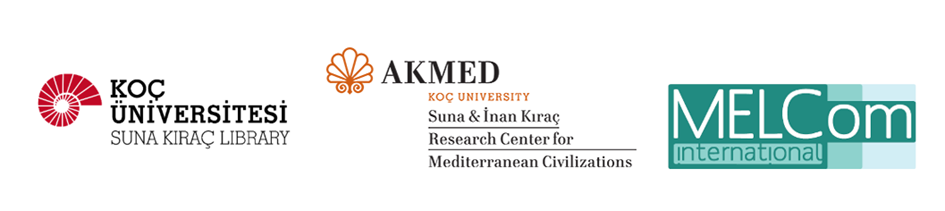 KOÇ
ÜNİVERSİTESİ
SUNA KIRAÇ LIBRARY
AKMED
KOÇ UNIVERSITY
Suna & İnan Kıraç
Research Center for
Mediterranean Civilizations
MELCom
international